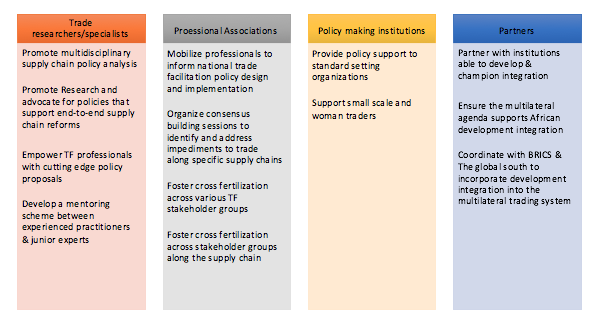 Trade
researchers/specialists
Promote multidisciplinary
supply chain policy analysis
Promote Research and
advocate for policies that
support end-to-end supply
chain reforms
Empower TF professionals
with cutting edge policy
proposals
Develop a mentoring
scheme between
experienced practitioners
& junior experts
Proessional Associations
Mobilize professionals to
inform national trade
facilitation policy design
and implementation
Organize consensus
building sessions to
identify and address
impediments to trade
along specific supply chains
Foster cross fertilization
across various TF
stakeholder groups
Foster cross fertilization
across stakeholder groups
along the supply chain
Policy making institutions
Provide policy support to
standard setting
organizations
Support small scale and
woman traders
Partners
Partner with institutions
able to develop &
champion integration
Ensure the multilateral
agenda supports African
development integration
Coordinate with BRICS &
The global south to
incorporate development
integration into the
multilateral trading system